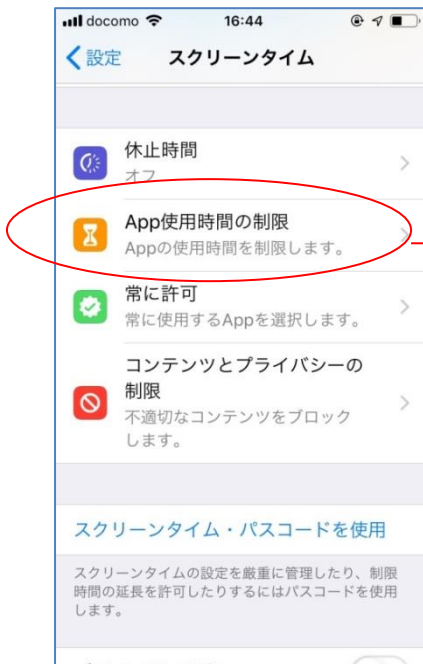 docomo 16:44
設定 スクリーンタイム
休止時間
オフ
App使用時間の制限
Appの使用時間を制限します。
常に許可
常に使用するAppを選択します。
コンテンツとプライバシーの
制限
不適切なコンテンツをブロック
します。
スクリーンタイム・パスコードを使用
スクリーンタイムの設定を厳重に管理したり、制限
時間の延長を許可したりするにはパスコードを使用
します。